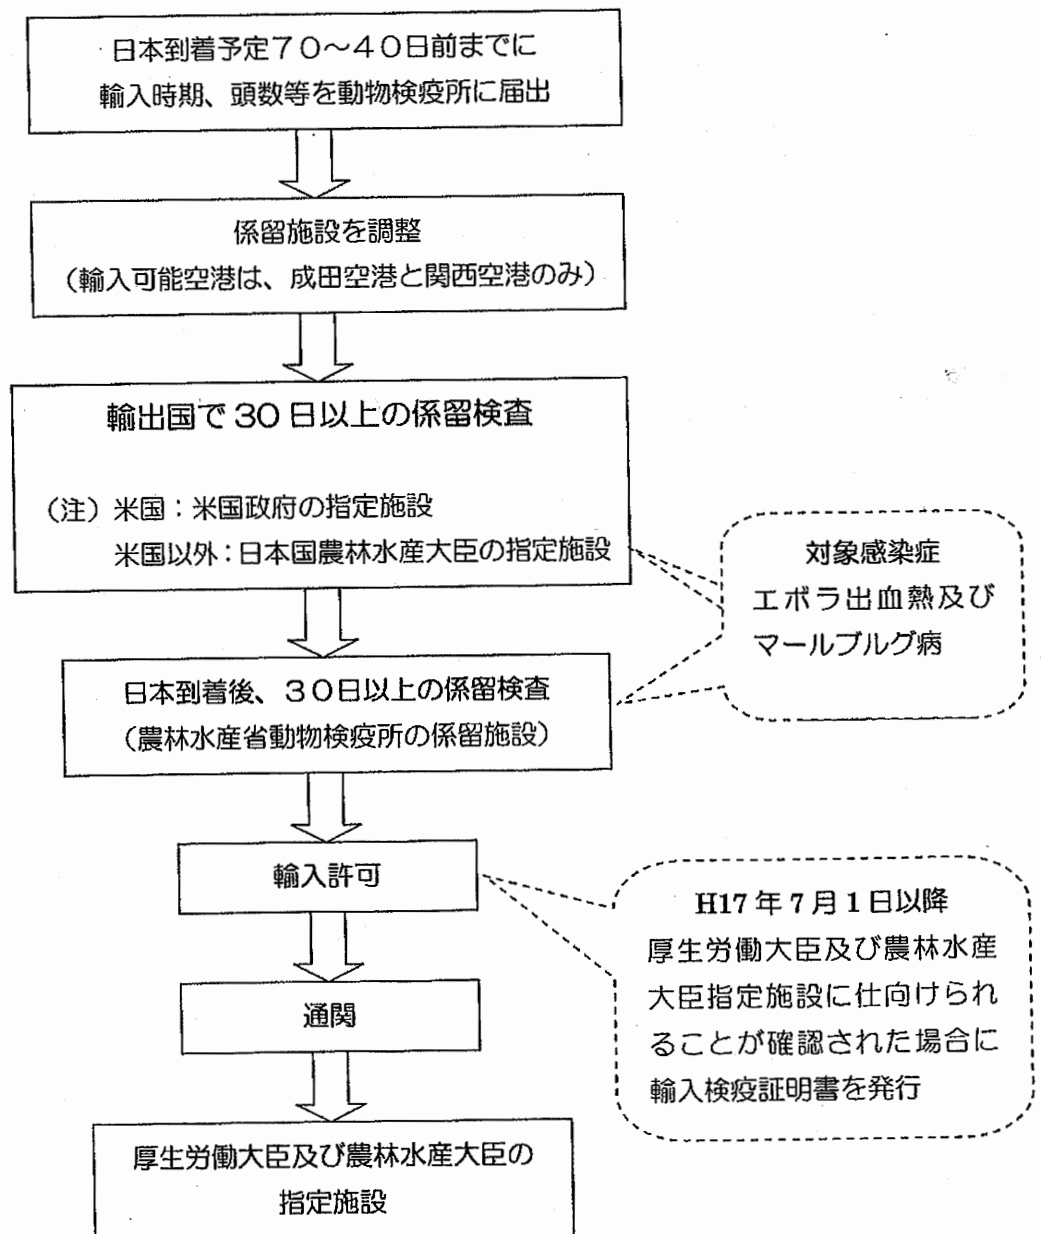 日本到着予定70～40日前までに
輸入時期、頭数等を動物検疫所に届出
係留施設を調整
（輸入可能空港は、成田空港と関西空港のみ）
輸出国で30日以上の係留検査
（注）米国：米国政府の指定施設
米国以外：日本国農林水産大臣の指定施設
対象感染症
エボラ出血熱及び
マールブルグ病
日本到着後、30日以上の係留検査
（農林水産省動物検疫所の係留施設）
輸入許可
H17年7月1日以降
厚生労働大臣及び農林水産
大臣指定施設に仕向けられ
ることが確認された場合に
輸入検疫証明書を発行
通関
厚生労働大臣及び農林水産大臣の
指定施設